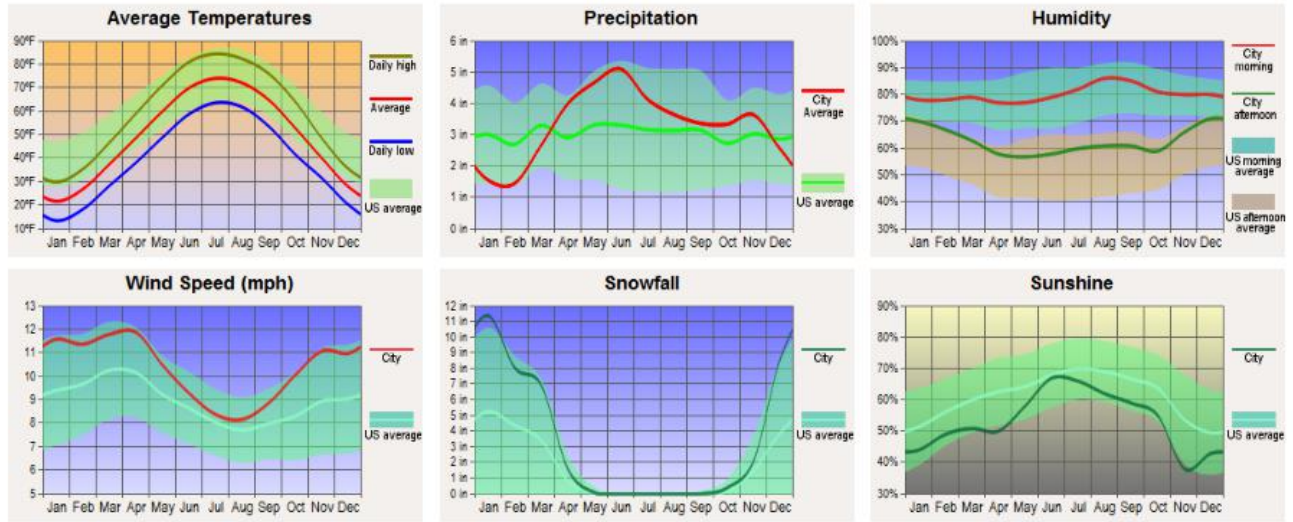 Average Temperatures
90°F
80°F
70°F
60°F
50°F
40°F
30°F
20°F
10°F
Jan Feb Mar Apr May Jun Jul Aug Sep Oct Nov Dec
Daily high
Average
Daily low
US average
Precipitation
6 in
5 in
4 in
3 in
2 in
1 in
0 in
Jan Feb Mar Apr May Jun Jul Aug Sep Oct Nov Dec
City
Average
US average
Humidity
100%
90%
80%
70%
60%
50%
40%
30%
Jan Feb Mar Apr May Jun Jul Aug Sep Oct Nov Dec
City
morning
City
afternoon
US morning
average
US afternoon
average
Wind Speed (mph)
13
12
11
10
9
8
7
6
5
Jan Feb Mar Apr May Jun Jul Aug Sep Oct Nov Dec
City
US average
Snowfall
12 in
11 in
10 in
9 in
8 in
7 in
6 in
5 in
4 in
3 in
2 in
1 in
0 in
Jan Feb Mar Apr May Jun Jul Aug Sep Oct Nov Dec
City
US average
Sunshine
90%
80%
70%
60%
50%
40%
30%
Jan Feb Mar Apr May Jun Jul Aug Sep Oct Nov Dec
City
US average